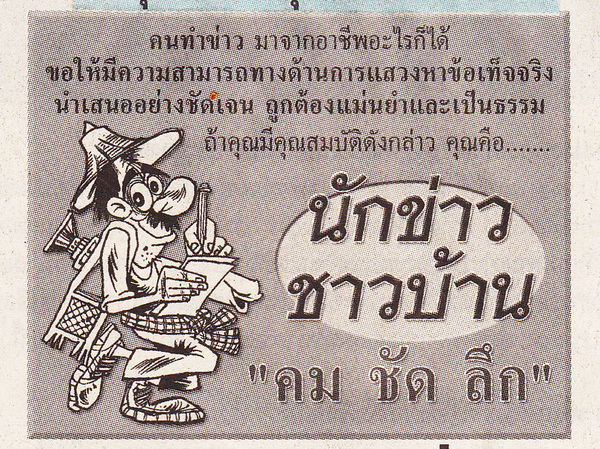 คนทำข่าว มาจากอาชีพอะไรก็ได้
ขอให้มีความสามารถทางด้านการแสวงหาข้อเท็จจริง
นำเสนออย่างชัดเจน ถูกต้องแม่นยำและเป็นธรรม
ถ้าคุณมีคุณสมบัติดังกล่าว คุณคือ.......
นักข่าว
ชาวบ้าน
"คม ชัด ลึก"